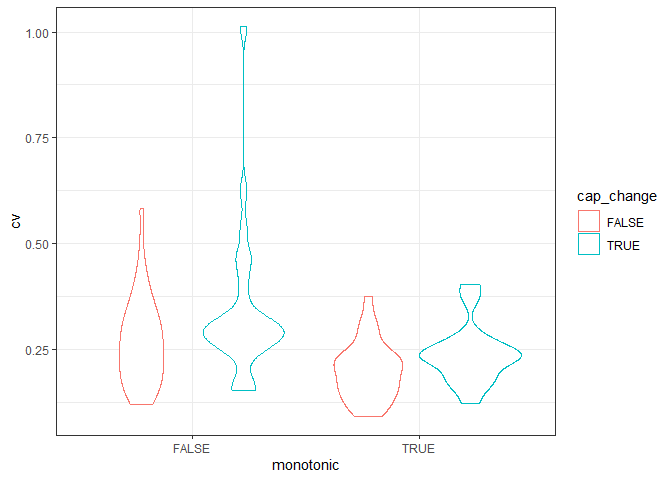 1.00
0.75
0.50
0.25
cv
FALSE TRUE
monotonic
cap_change
FALSE
TRUE